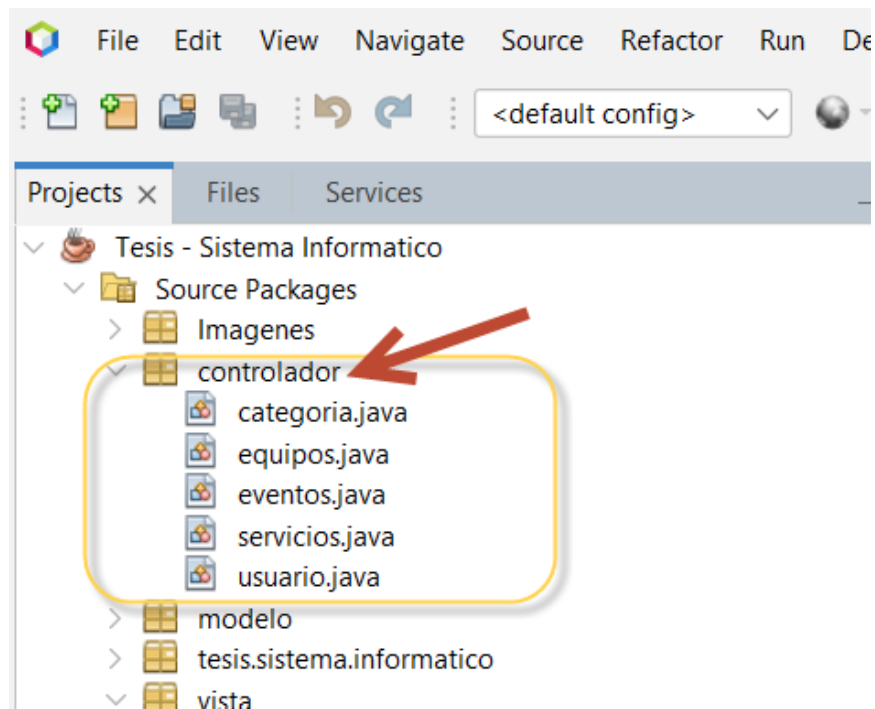 File Edit View Navigate Source Refactor Run De
<default config>
Projects Files Services
Tesis - Sistema Informatico
Source Packages
Imagenes
controlador
categoria.java
equipos.java
eventos.java
servicios.java
usuario.java
modelo
tesis.sistema.informatico
vista